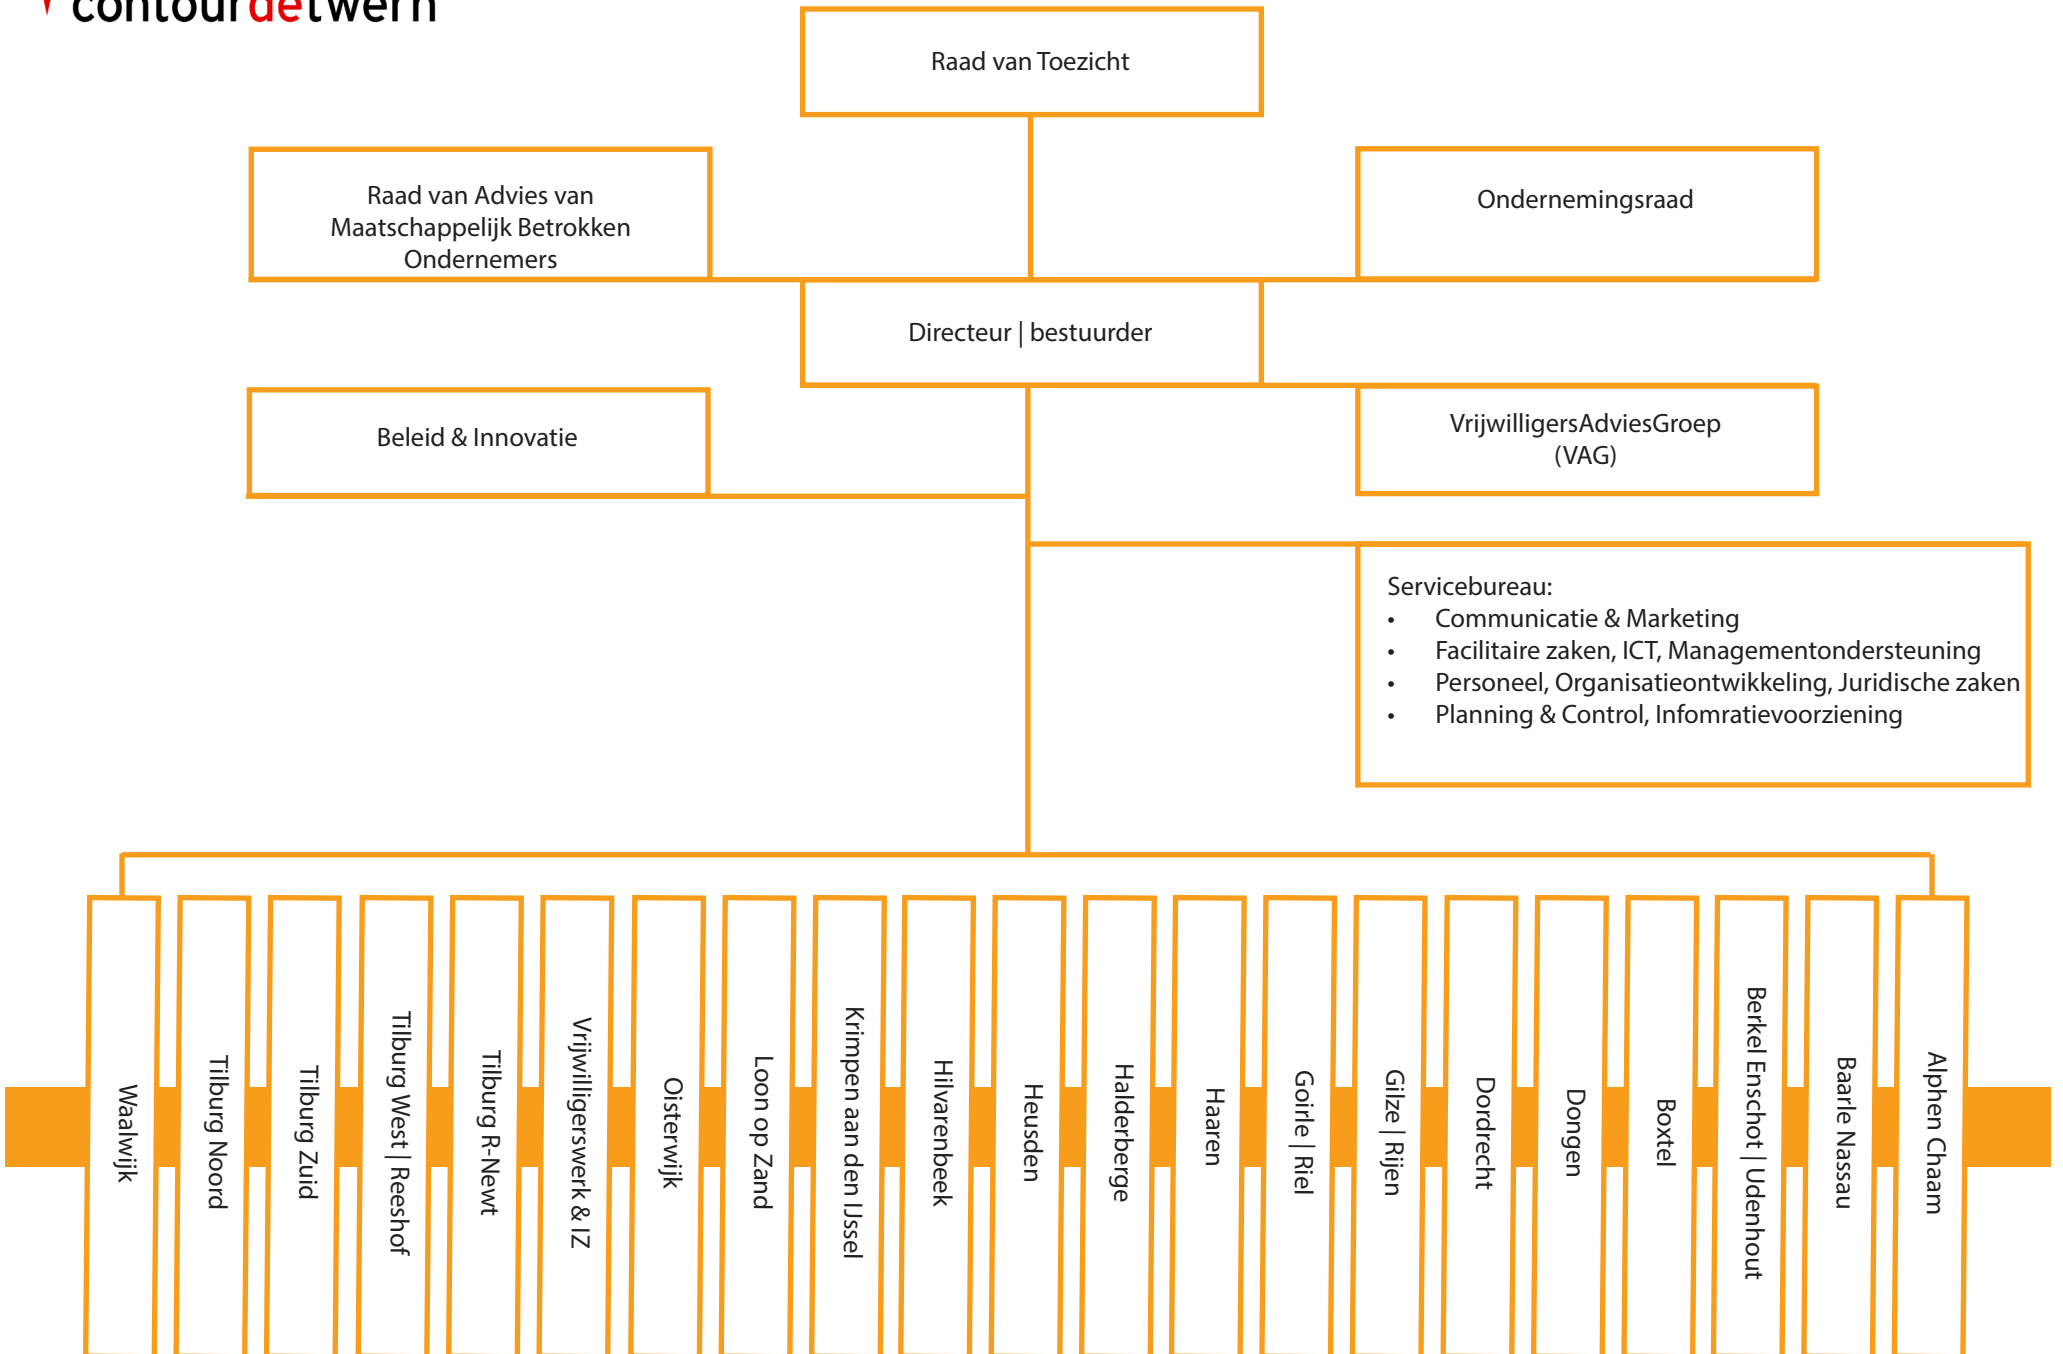 contourdetwern
Raad van Toezicht
Raad van Advies van
Maatschappelijk Betrokken
Ondernemers
Ondernemingsraad
Directeur | bestuurder
Beleid & Innovatie
VrijwilligersAdviesGroep
(VAG)
Servicebureau:
• Communicatie & Marketing
• Facilitaire zaken, ICT, Managementondersteuning
• Personeel, Organisatieontwikkeling, Juridische zaken
• Planning & Control, Infomratievoorziening
Waalwijk
Tilburg Noord
Tilburg Zuid
Tilburg West | Reeshof
Tilburg R-Newt
Vrijwilligerswerk & IZ
Oisterwijk
Loon op Zand
Krimpen aan den IJssel
Hilvarenbeek
Heusden
Halderberge
Haaren
Goirle | Riel
Gilze | Rijen
Dordrecht
Dongen
Boxtel
Berkel Enschot | Udenhout
Baarle Nassau
Alphen Chaam